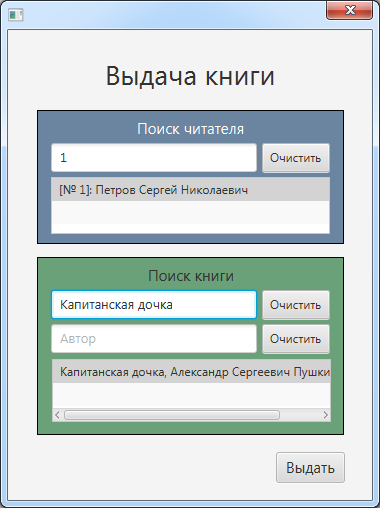 Выдача книги
Поиск читателя
1 Очистить
[№ 1]: Петров Сергей Николаевич
Поиск книги
Капитанская дочка Очистить
Автор Очистить
Капитанская дочка, Александр Сергеевич Пушки
Выдать